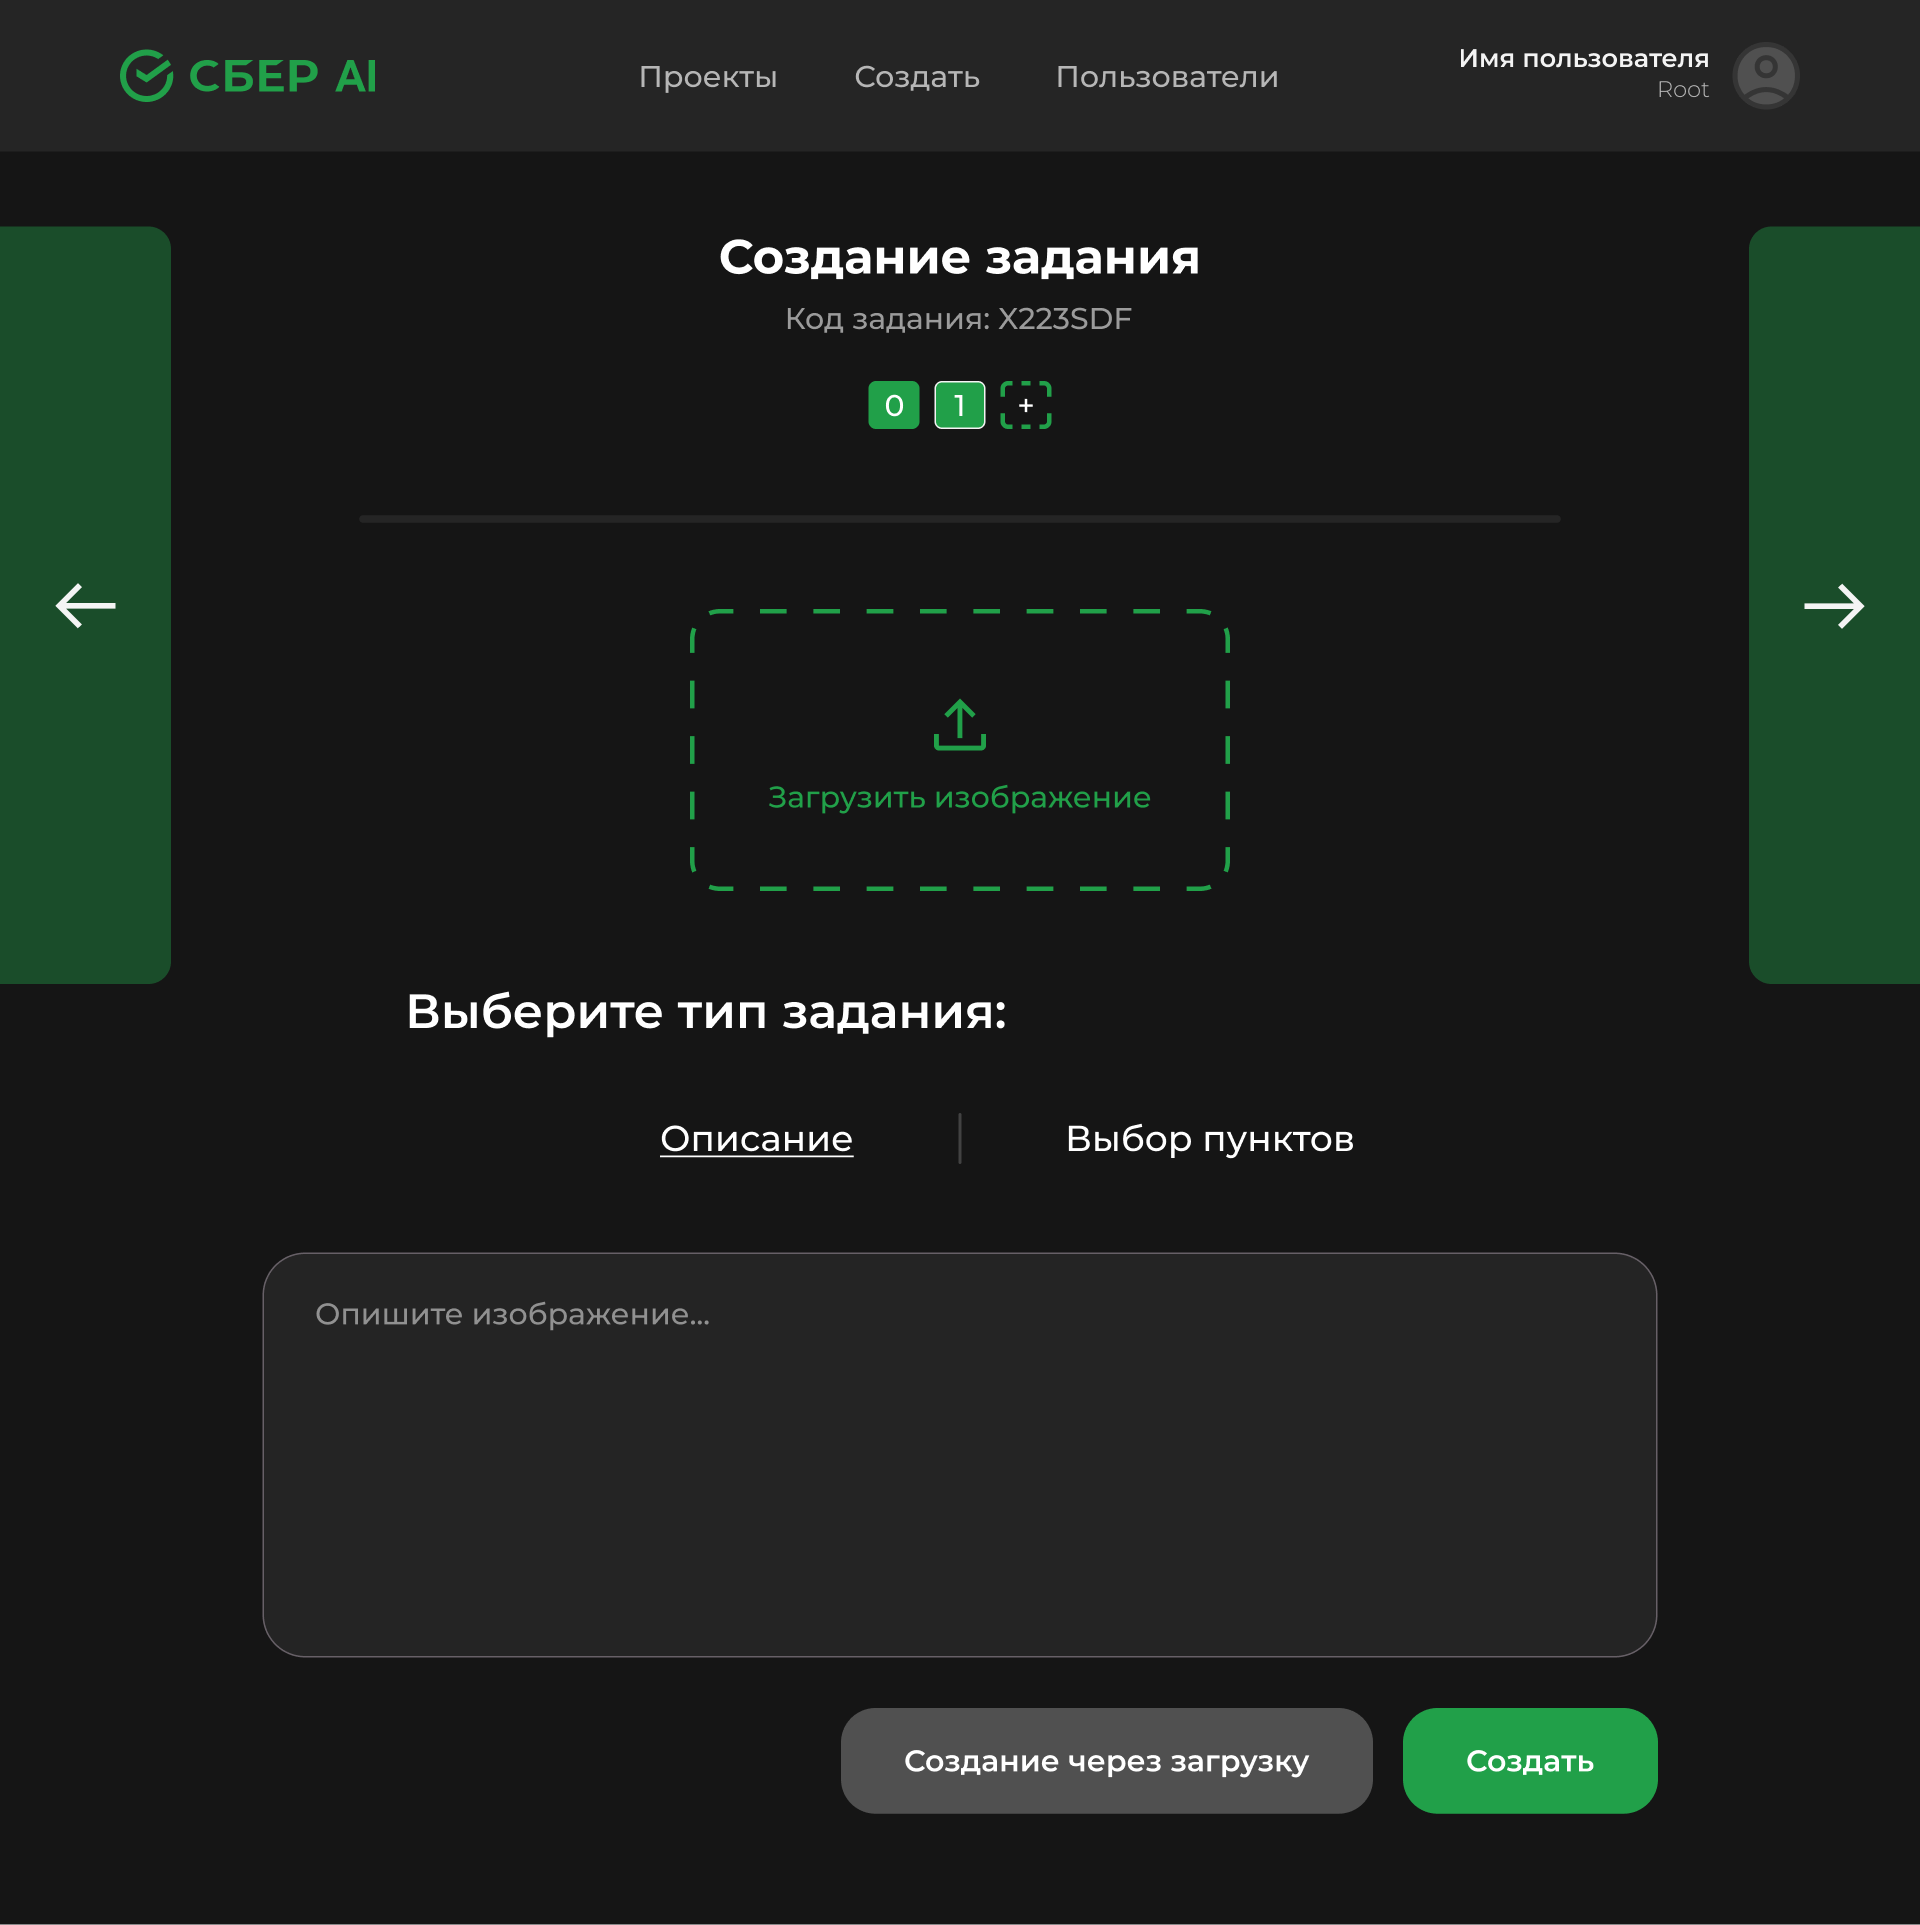 СБЕР AI
Проекты
Создать
Пользователи
Имя пользователя
Root
Создание задания
Код задания: X223SDF
0
1
+
Загрузить изображение
Выберите тип задания:
Описание
Выбор пунктов
Опишите изображение...
Создание через загрузку
Создать